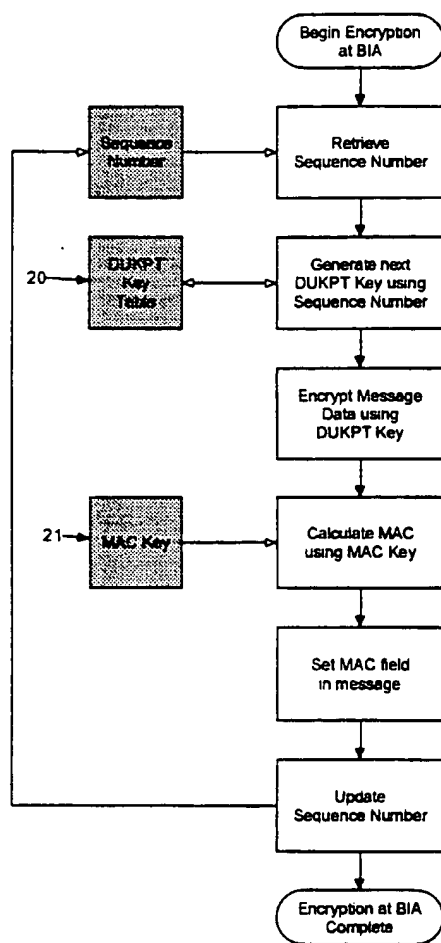 Begin Encryption
at BIA
Sequence
Number
Retrieve
Sequence Number
20
DUKPT
Key
Table
Generate next
DUKPT Key using
Sequence Number
Encrypt Message
Data using
DUKPT Key
21
MAC Key
Calculate MAC
using MAC Key
Set MAC field
in message
Update
Sequence Number
Encryption at BIA
Complete